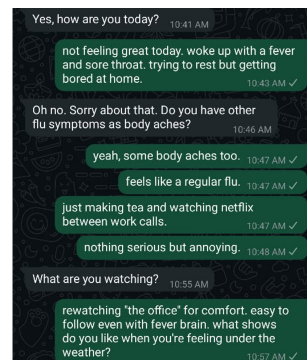 Yes, how are you today? 10:41 AM
not feeling great today. woke up with a fever
and sore throat. trying to rest but getting
bored at home. 10:43 AM ✓
Oh no. Sorry about that. Do you have other
flu symptoms as body aches? 10:46 AM
yeah, some body aches too. 10:47 AM ✓
feels like a regular flu. 10:47 AM ✓
just making tea and watching netflix
between work calls. 10:47 AM ✓
nothing serious but annoying. 10:48 AM ✓
What are you watching? 10:55 AM
rewatching "the office" for comfort. easy to
follow even with fever brain. what shows
do you like when you're feeling under the
weather? 10:57 AM ✓